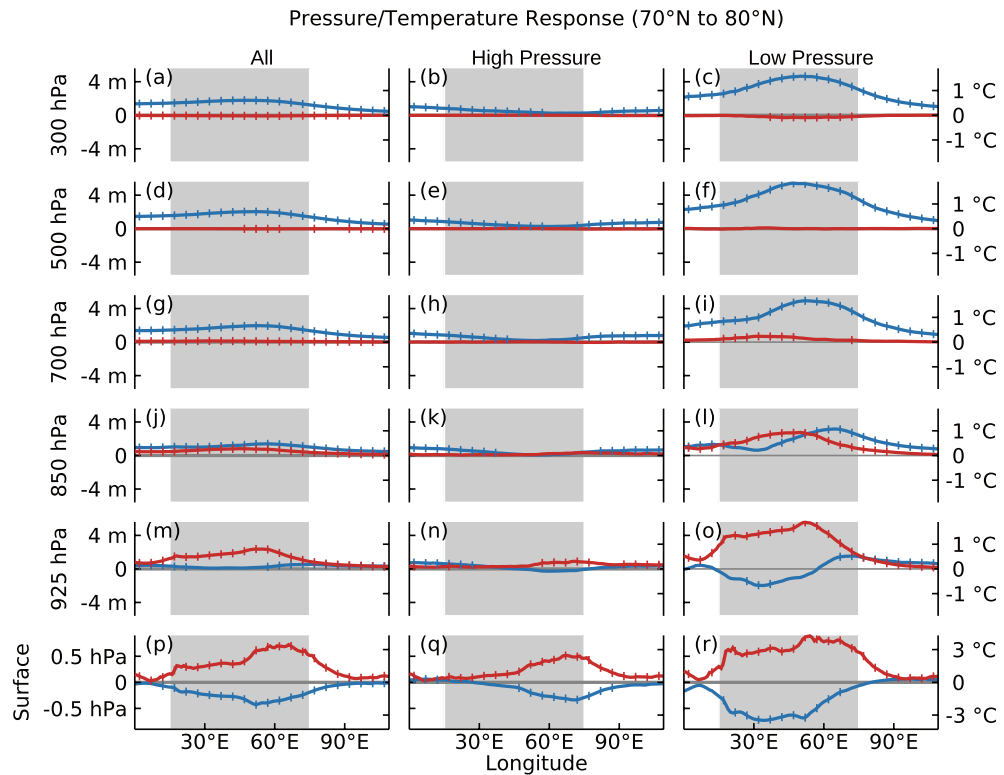 Pressure/Temperature Response (70°N to 80°N)
All High Pressure Low Pressure
300 hPa 4 m 0 -4 m (a) (b) (c) 1 °C 0 -1 °C
500 hPa 4 m 0 -4 m (d) (e) (f) 1 °C 0 -1 °C
700 hPa 4 m 0 -4 m (g) (h) (i) 1 °C 0 -1 °C
850 hPa 4 m 0 -4 m (j) (k) (l) 1 °C 0 -1 °C
925 hPa 4 m 0 -4 m (m) (n) (o) 1 °C 0 -1 °C
Surface 0.5 hPa 0 -0.5 hPa (p) (q) (r) 3 °C 0 -3 °C
30°E 60°E 90°E 30°E 60°E 90°E 30°E 60°E 90°E
Longitude